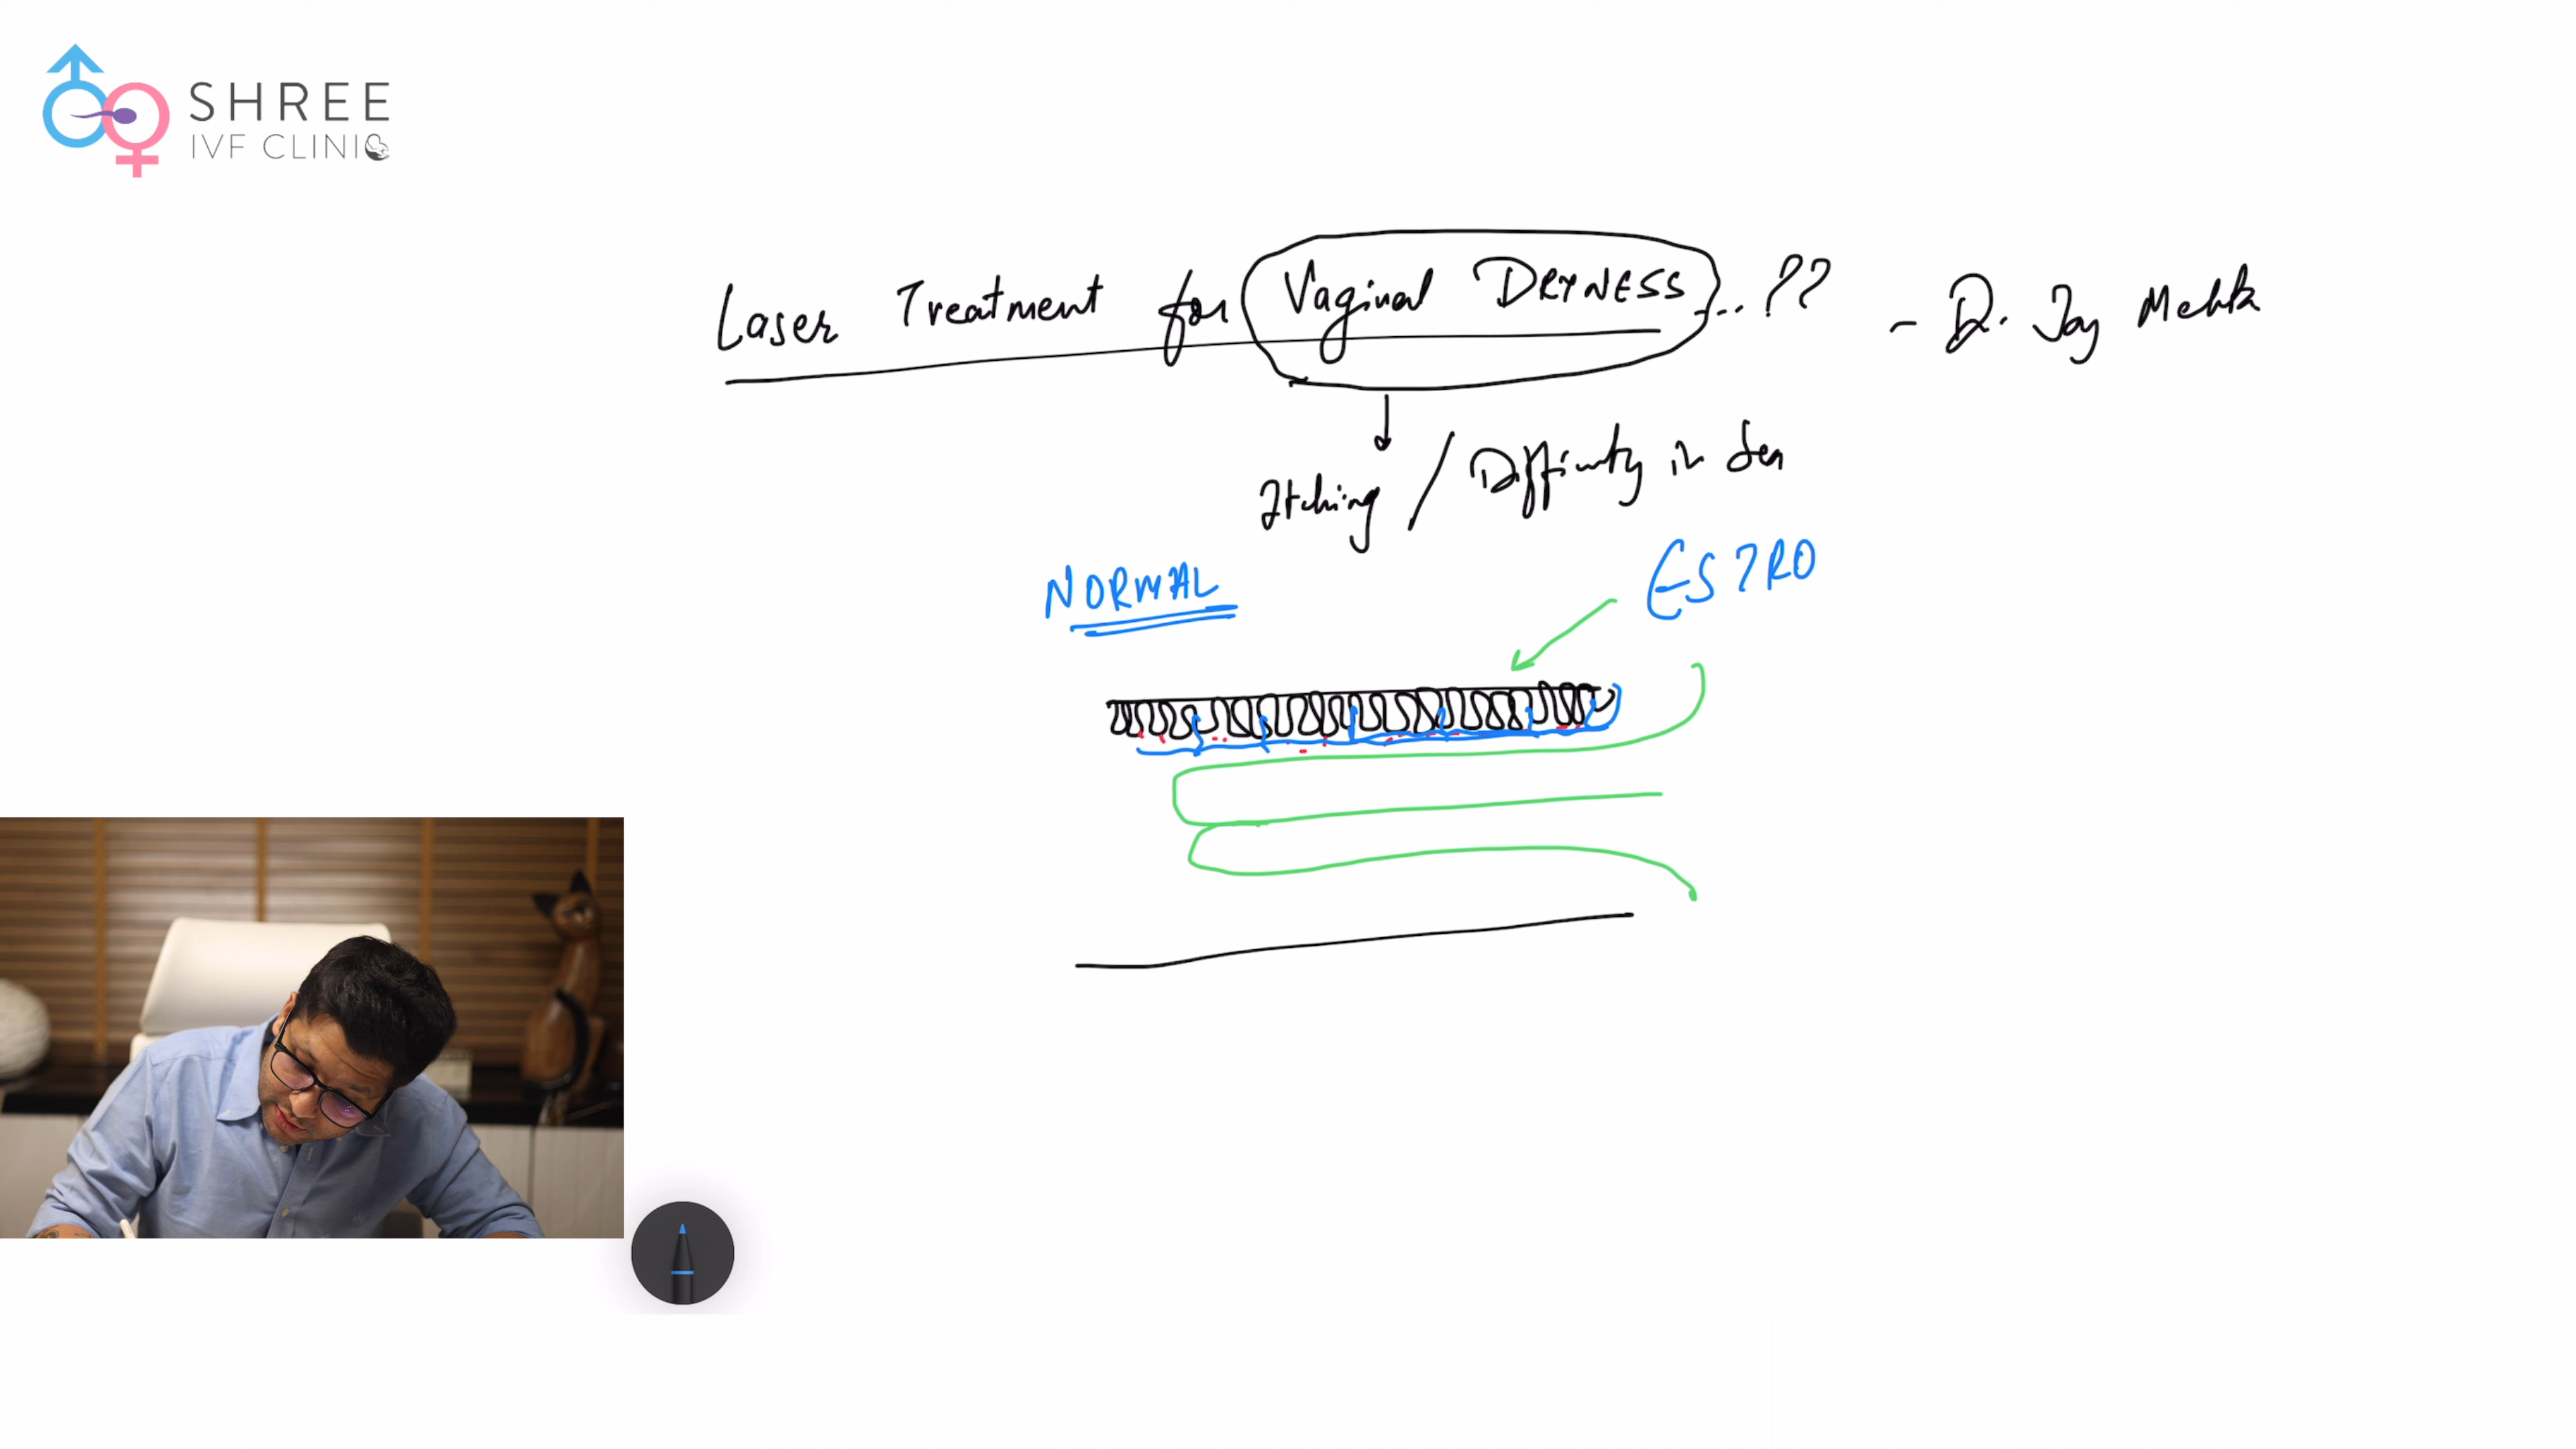 SHREE
IVF CLINIC
Laser Treatment for Vaginal DRYNESS...?? - Dr. Jay Mehta
Itching / Difficulty in Sex
NORMAL
ESTRO